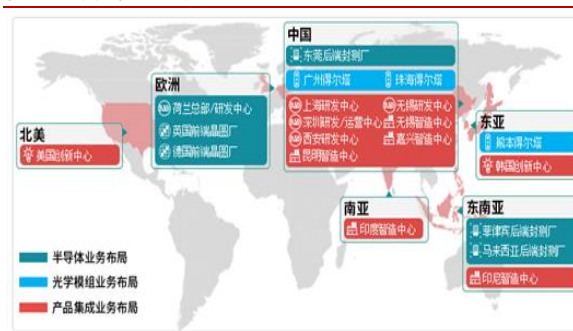 中国
东莞后端封测厂
广州得尔塔 珠海得尔塔
上海研发中心 无锡研发中心
深圳研发/运营中心 无锡智造中心
西安研发中心 嘉兴智造中心
昆明智造中心
欧洲
荷兰总部/研发中心
英国前端晶圆厂
德国前端晶圆厂
北美
美国创新中心
东亚
熊本得尔塔
韩国创新中心
南亚
印度智造中心
东南亚
菲律宾后端封测厂
马来西亚后端封测厂
印尼智造中心
半导体业务布局
光学模组业务布局
产品集成业务布局